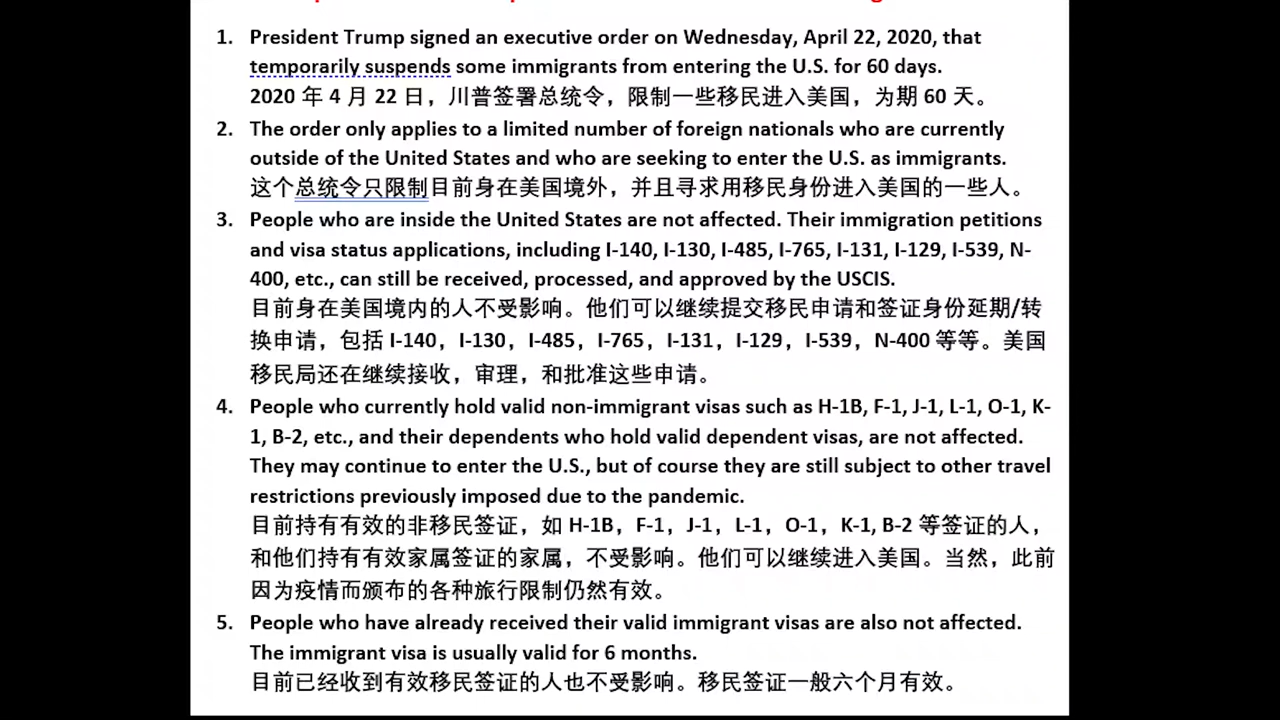 1. President Trump signed an executive order on Wednesday, April 22, 2020, that
temporarily suspends some immigrants from entering the U.S. for 60 days.
2020 年 4 月 22 日，川普签署总统令，限制一些移民进入美国，为期 60 天。
2. The order only applies to a limited number of foreign nationals who are currently
outside of the United States and who are seeking to enter the U.S. as immigrants.
这个总统令只限制目前身在美国境外，并且寻求用移民身份进入美国的一些人。
3. People who are inside the United States are not affected. Their immigration petitions
and visa status applications, including I-140, I-130, I-485, I-765, I-131, I-129, I-539, N-
400, etc., can still be received, processed, and approved by the USCIS.
目前身在美国境内的人不受影响。他们可以继续提交移民申请和签证身份延期/转
换申请，包括 I-140，I-130，I-485，I-765，I-131，I-129，I-539，N-400 等等。美国
移民局还在继续接收，审理，和批准这些申请。
4. People who currently hold valid non-immigrant visas such as H-1B, F-1, J-1, L-1, O-1, K-
1, B-2, etc., and their dependents who hold valid dependent visas, are not affected.
They may continue to enter the U.S., but of course they are still subject to other travel
restrictions previously imposed due to the pandemic.
目前持有有效的非移民签证，如 H-1B，F-1，J-1，L-1，O-1，K-1, B-2 等签证的人，
和他们持有有效家属签证的家属，不受影响。他们可以继续进入美国。当然，此前
因为疫情而颁布的各种旅行限制仍然有效。
5. People who have already received their valid immigrant visas are also not affected.
The immigrant visa is usually valid for 6 months.
目前已经收到有效移民签证的人也不受影响。移民签证一般六个月有效。